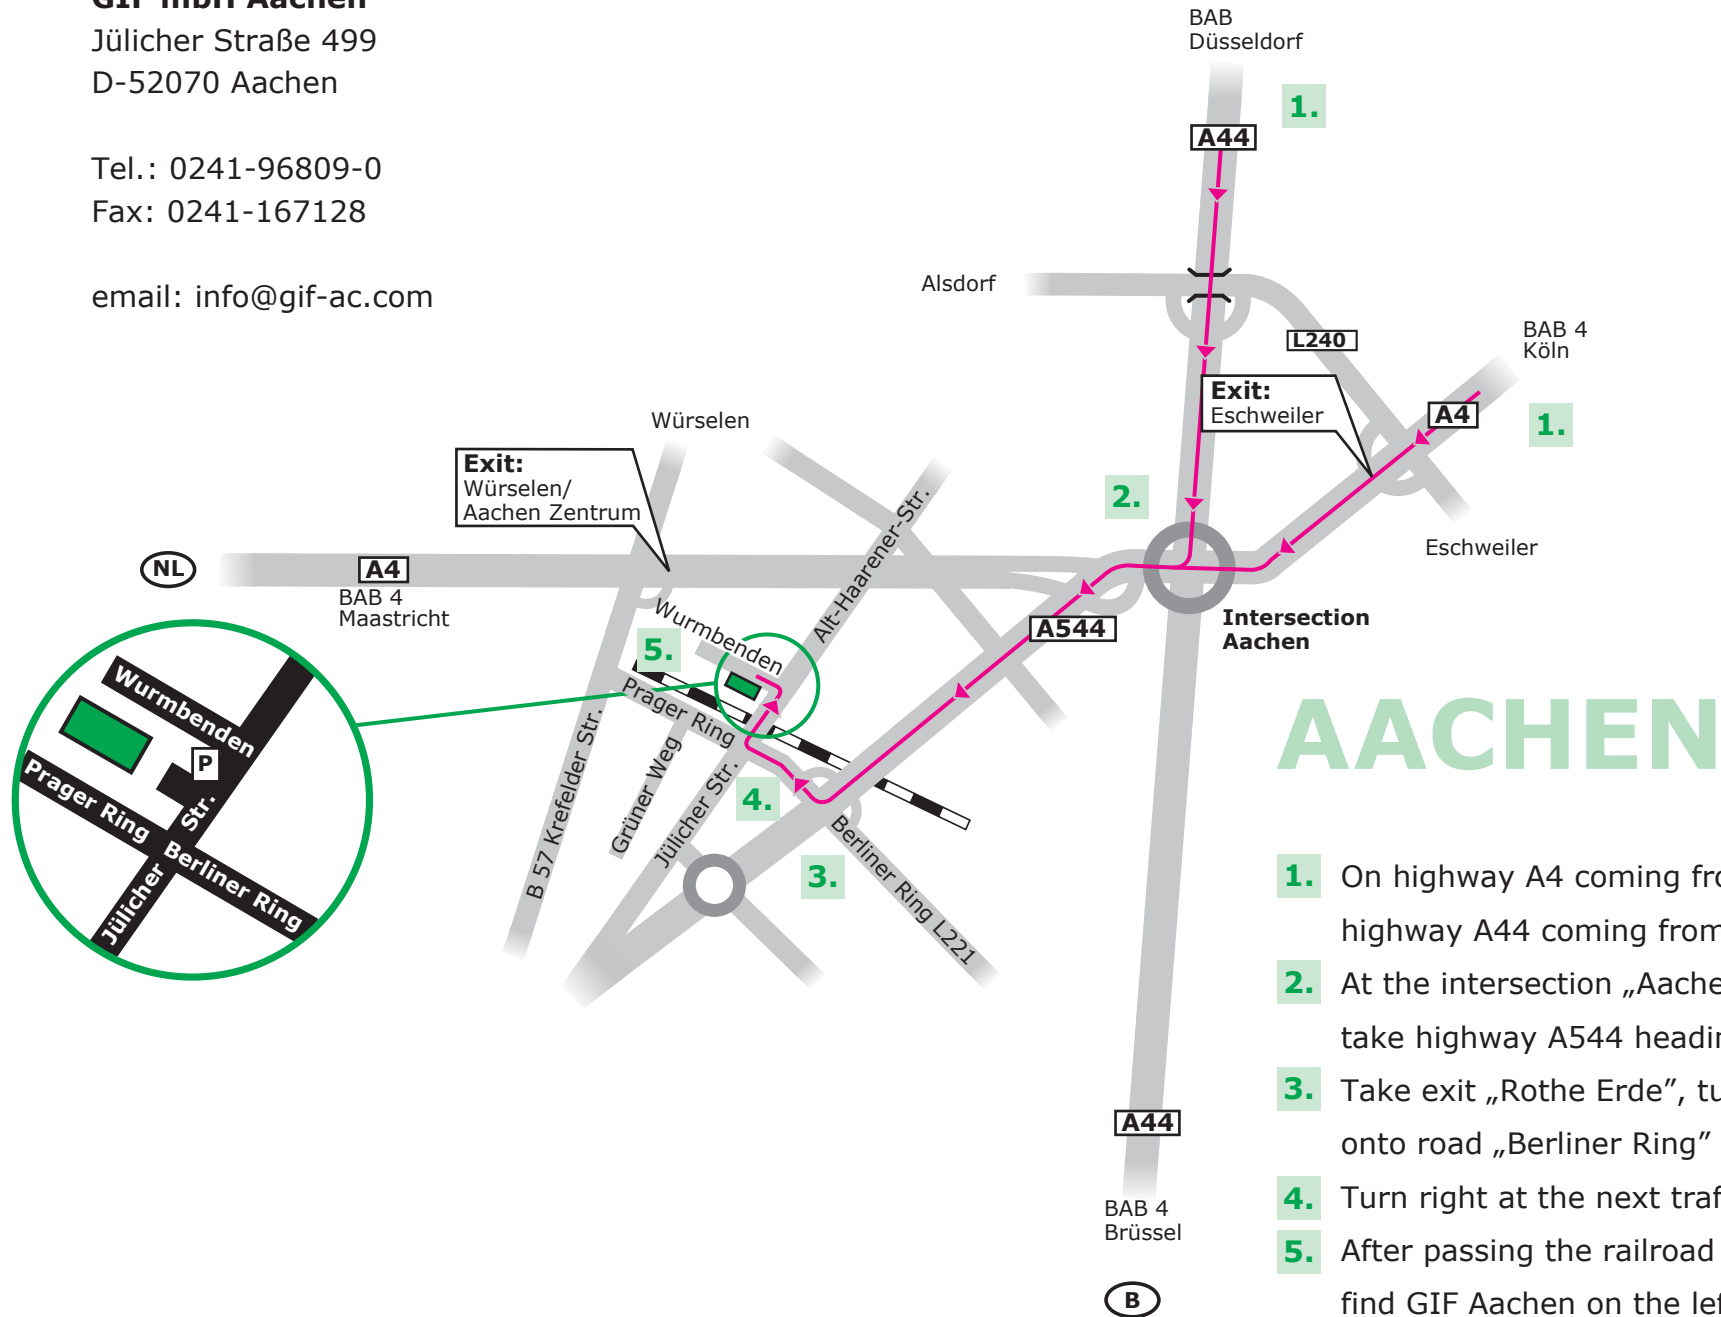 GIF mbH Aachen
Jülicher Straße 499
D-52070 Aachen
Tel.: 0241-96809-0
Fax: 0241-167128
email: info@gif-ac.com
BAB
Düsseldorf
1.
A44
Alsdorf
L240
BAB 4
Köln
Exit:
Eschweiler
A4
1.
Würselen
Exit:
Würselen/
Aachen Zentrum
2.
Alt-Haarener-Str.
Eschweiler
NL
A4
BAB 4
Maastricht
Wurmbenden
A544
Intersection
Aachen
5.
Prager Ring
B 57 Krefelder Str.
Grüner Weg
Jülicher Str.
4.
3.
Berliner Ring L221
Wurmbenden
P
Prager Ring
Str.
Berliner Ring
Jülicher
A44
BAB 4
Brüssel
B
AACHEN
1. On highway A4 coming fro
highway A44 coming from
2. At the intersection „Aache
take highway A544 headin
3. Take exit „Rothe Erde”, tu
onto road „Berliner Ring”
4. Turn right at the next traf
5. After passing the railroad
find GIF Aachen on the lef